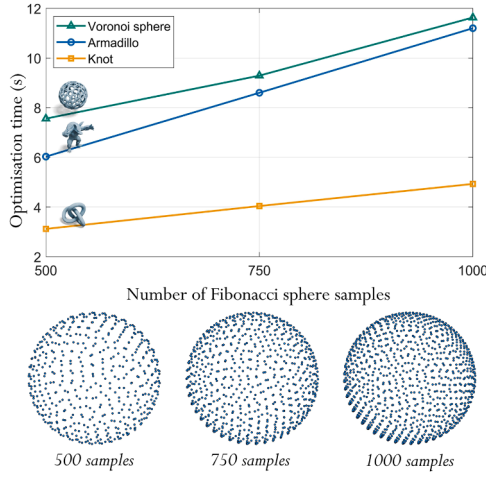 12
10
8
6
4
2
Optimisation time (s)
Voronoi sphere
Armadillo
Knot
500
750
1000
Number of Fibonacci sphere samples
500 samples
750 samples
1000 samples